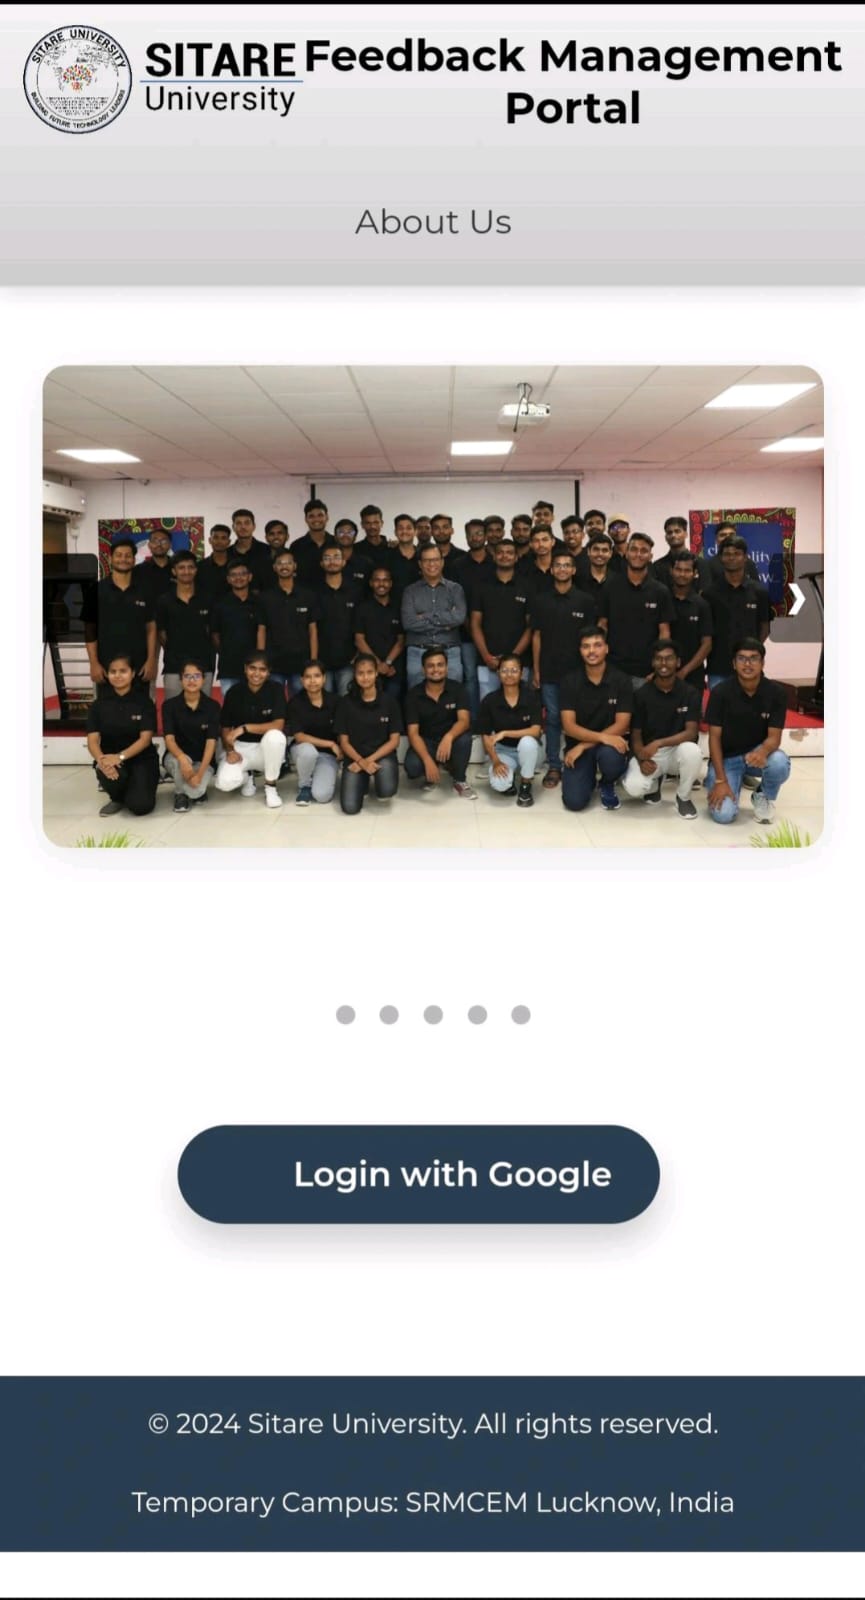 SITARE UNIVERSITY
BUILDING FUTURE TECHNOLOGY LEADERS
SITARE
University
Feedback Management
Portal
About Us
❯
Login with Google
© 2024 Sitare University. All rights reserved.
Temporary Campus: SRMCEM Lucknow, India